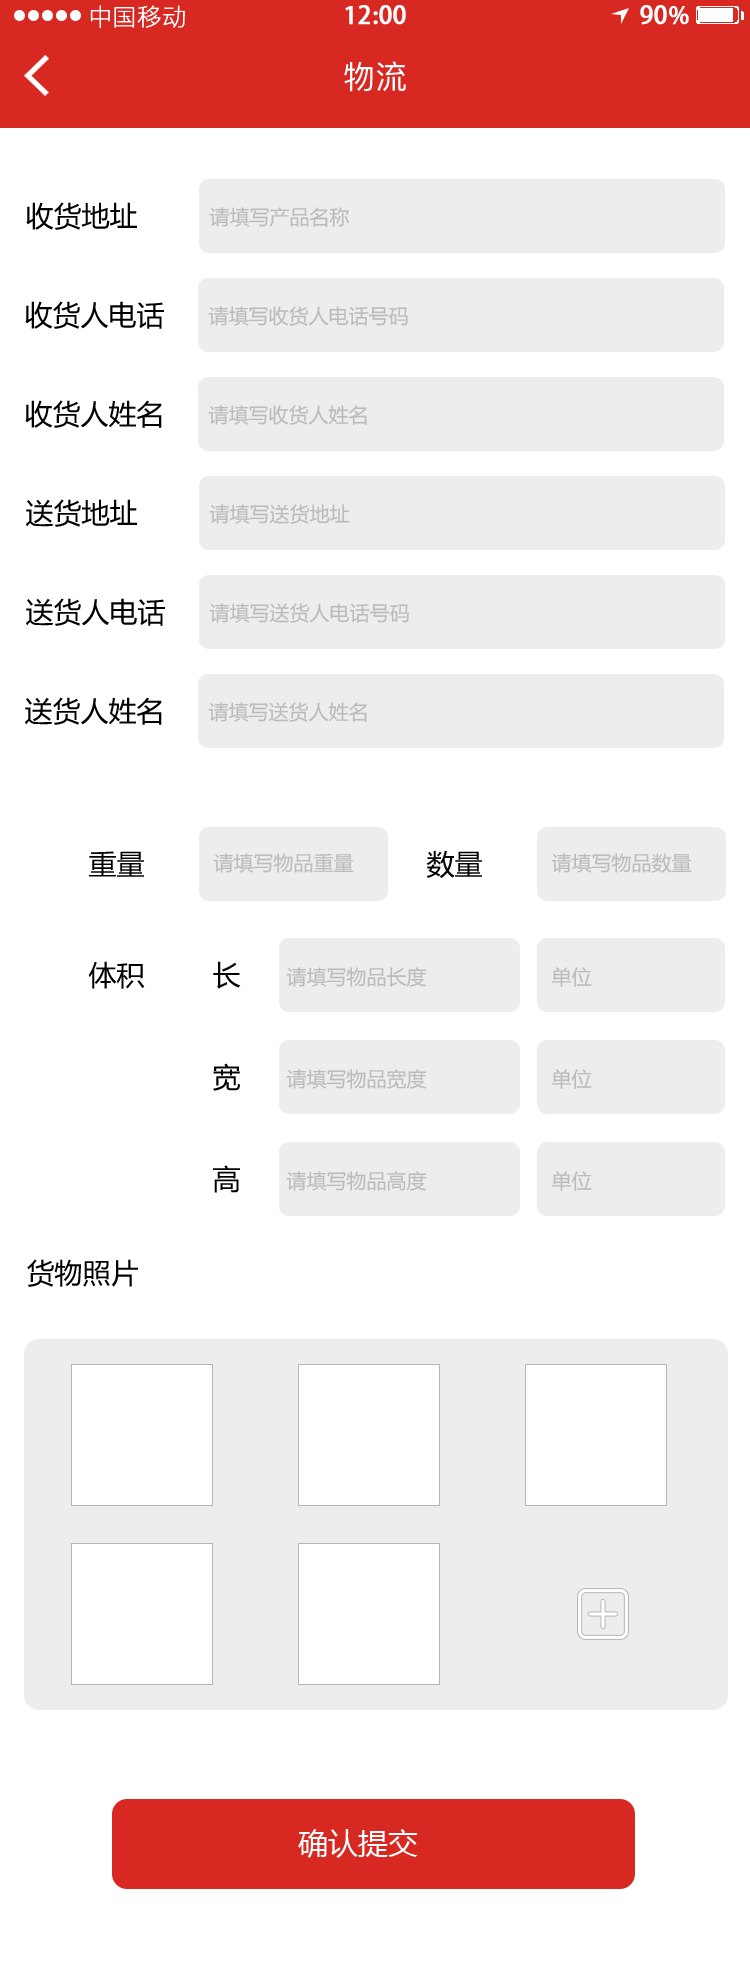 中国移动 12:00 90%
物流
收货地址 请填写产品名称
收货人电话 请填写收货人电话号码
收货人姓名 请填写收货人姓名
送货地址 请填写送货地址
送货人电话 请填写送货人电话号码
送货人姓名 请填写送货人姓名
重量 请填写物品重量 数量 请填写物品数量
体积 长 请填写物品长度 单位
宽 请填写物品宽度 单位
高 请填写物品高度 单位
货物照片
确认提交